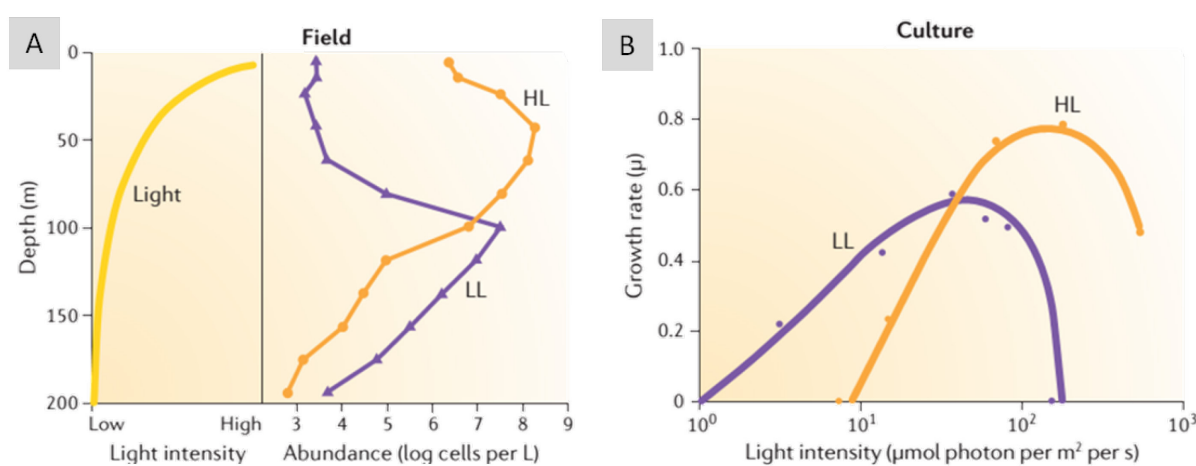 A
Field
0
50
100
150
200
Depth (m)
Light
HL
LL
Low
High
3 4 5 6 7 8 9
Light intensity
Abundance (log cells per L)
B
Culture
1.0
0.8
0.6
0.4
0.2
0
Growth rate (μ)
HL
LL
10⁰ 10¹ 10² 10³
Light intensity (μmol photon per m² per s)